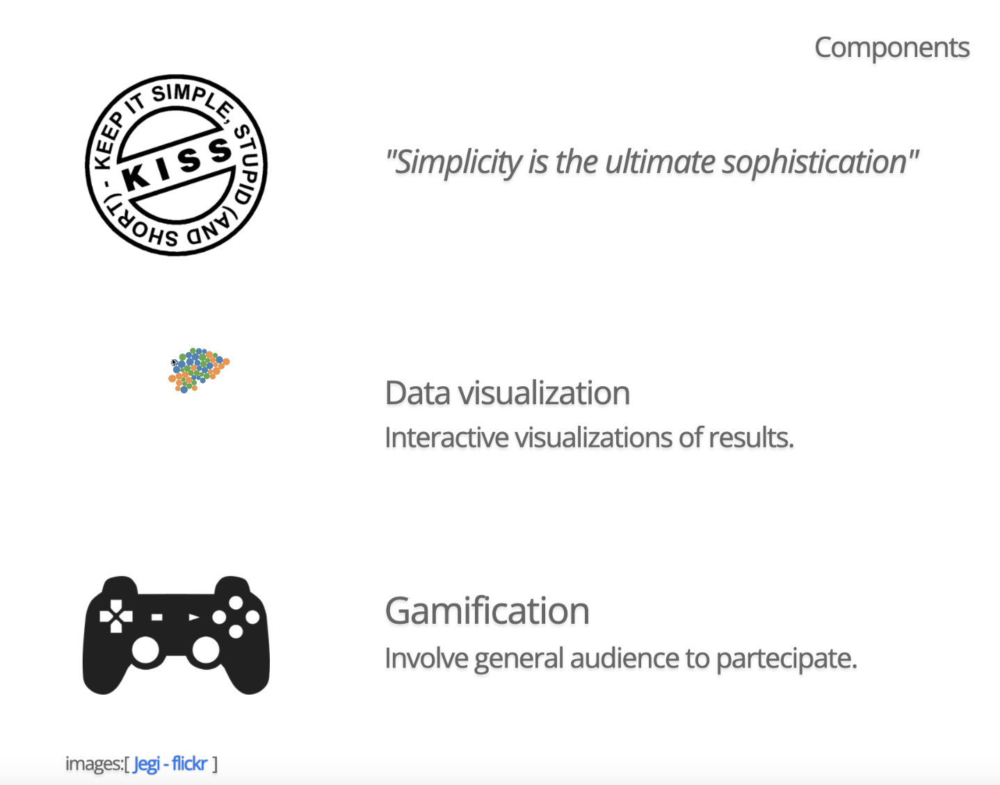 Components
KEEP IT SIMPLE, STUPID (AND SHORT) -
KISS
"Simplicity is the ultimate sophistication"
Data visualization
Interactive visualizations of results.
Gamification
Involve general audience to partecipate.
images:[ Jegi - flickr ]